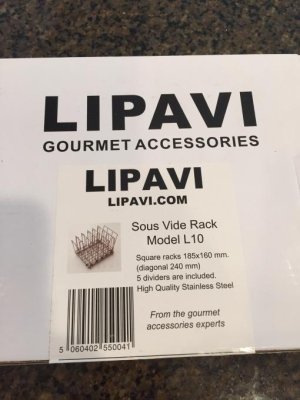 LIPAVI
GOURMET ACCESSORIES
LIPAVI
LIPAVI.COM
Sous Vide Rack
Model L10
Square racks 185x160 mm.
(diagonal 240 mm)
5 dividers are included.
High Quality Stainless Steel
From the gourmet
accessories experts
5 060402 550041